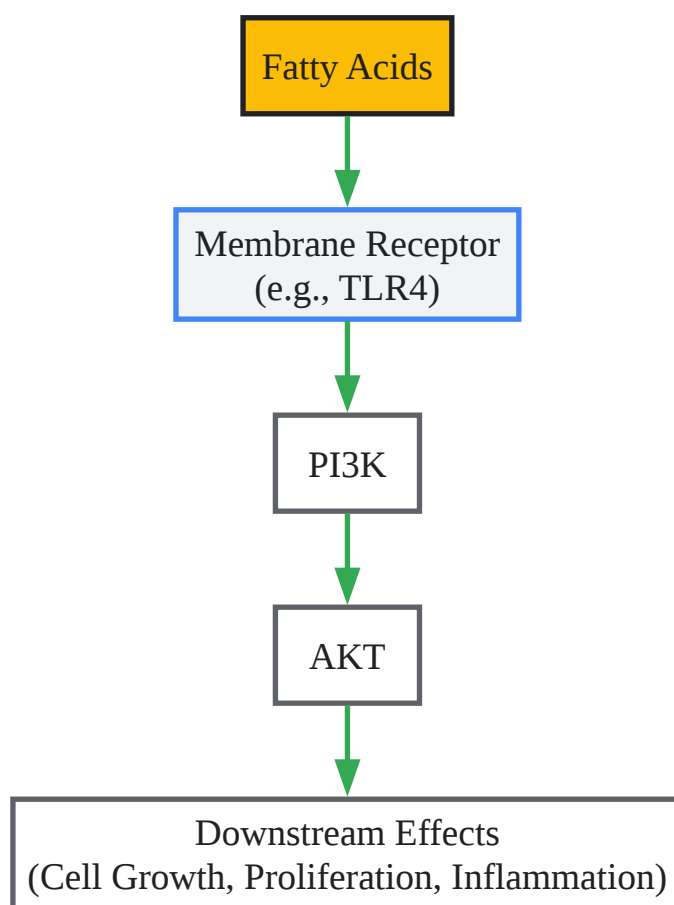 Fatty Acids
Membrane Receptor
(e.g., TLR4)
PI3K
AKT
Downstream Effects
(Cell Growth, Proliferation, Inflammation)